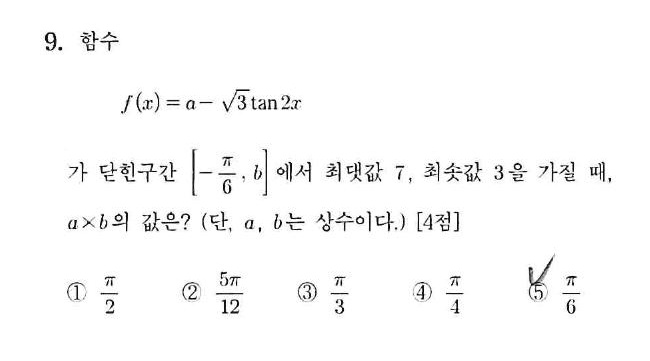 9. 함수
f(x) = a - √3 tan 2x
가 닫힌구간 [-π/6, b] 에서 최댓값 7, 최솟값 3을 가질 때,
a×b의 값은? (단, a, b는 상수이다.) [4점]
① π/2 ② 5π/12 ③ π/3 ④ π/4 ⑤ π/6